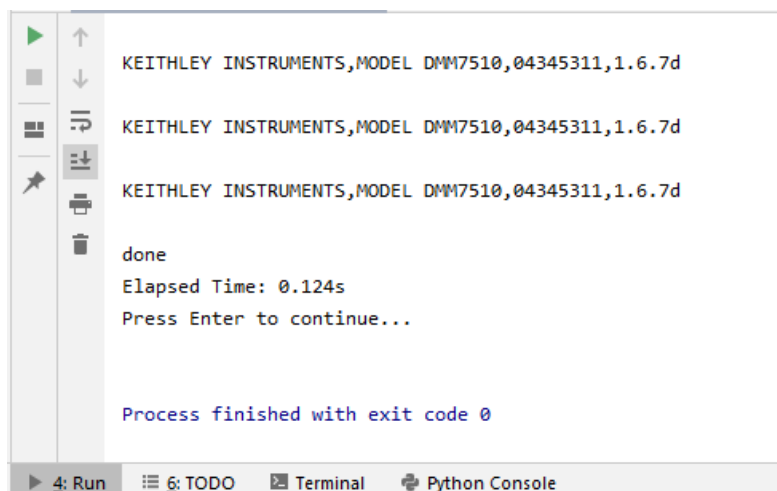 KEITHLEY INSTRUMENTS,MODEL DMM7510,04345311,1.6.7d
KEITHLEY INSTRUMENTS,MODEL DMM7510,04345311,1.6.7d
KEITHLEY INSTRUMENTS,MODEL DMM7510,04345311,1.6.7d
done
Elapsed Time: 0.124s
Press Enter to continue...
Process finished with exit code 0
4: Run 6: TODO Terminal Python Console